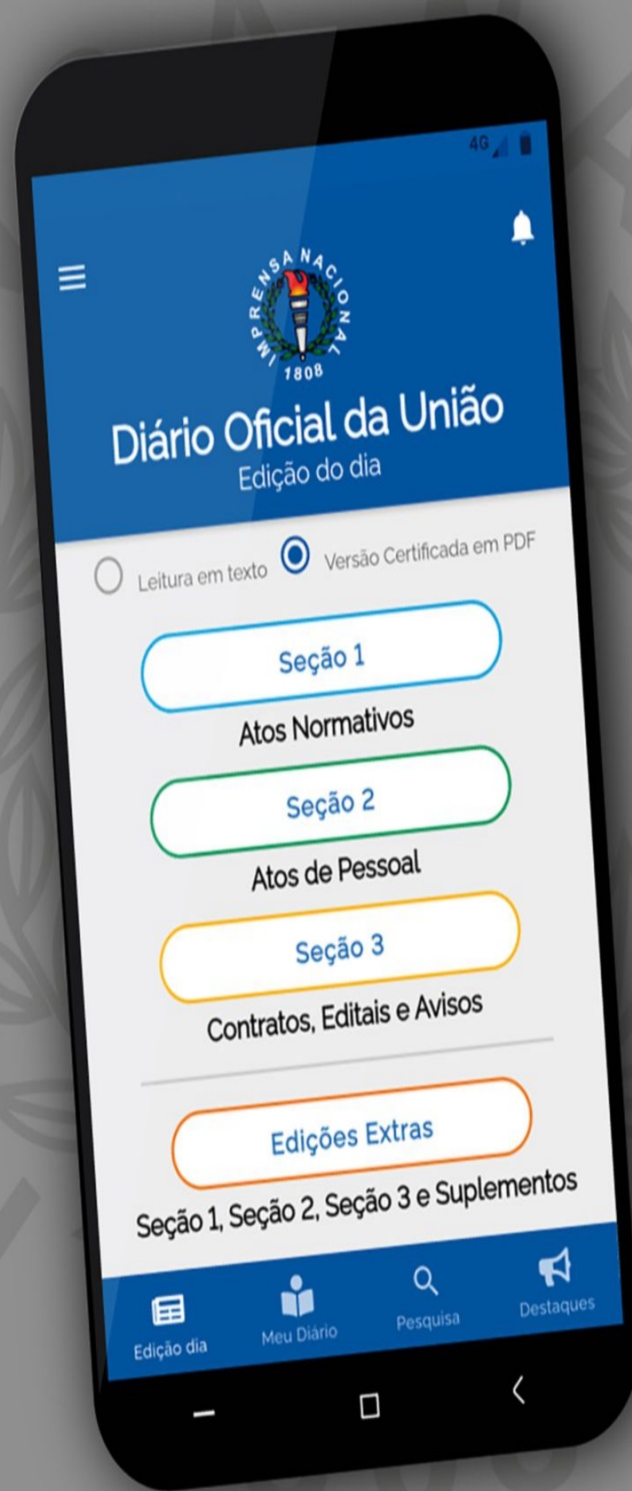 4G
IMPRENSA NACIONAL
1808
Diário Oficial da União
Edição do dia
Leitura em texto Versão Certificada em PDF
Seção 1
Atos Normativos
Seção 2
Atos de Pessoal
Seção 3
Contratos, Editais e Avisos
Edições Extras
Seção 1, Seção 2, Seção 3 e Suplementos
Edição dia Meu Diário Pesquisa Destaques